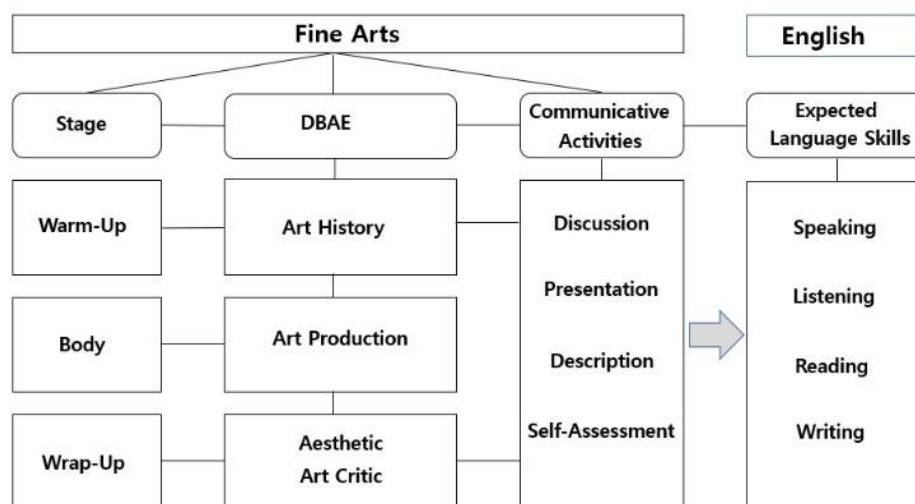 Fine Arts
English
Stage
DBAE
Communicative
Activities
Expected
Language Skills
Warm-Up
Art History
Discussion
Speaking
Presentation
Listening
Body
Art Production
Description
Reading
Self-Assessment
Writing
Wrap-Up
Aesthetic
Art Critic